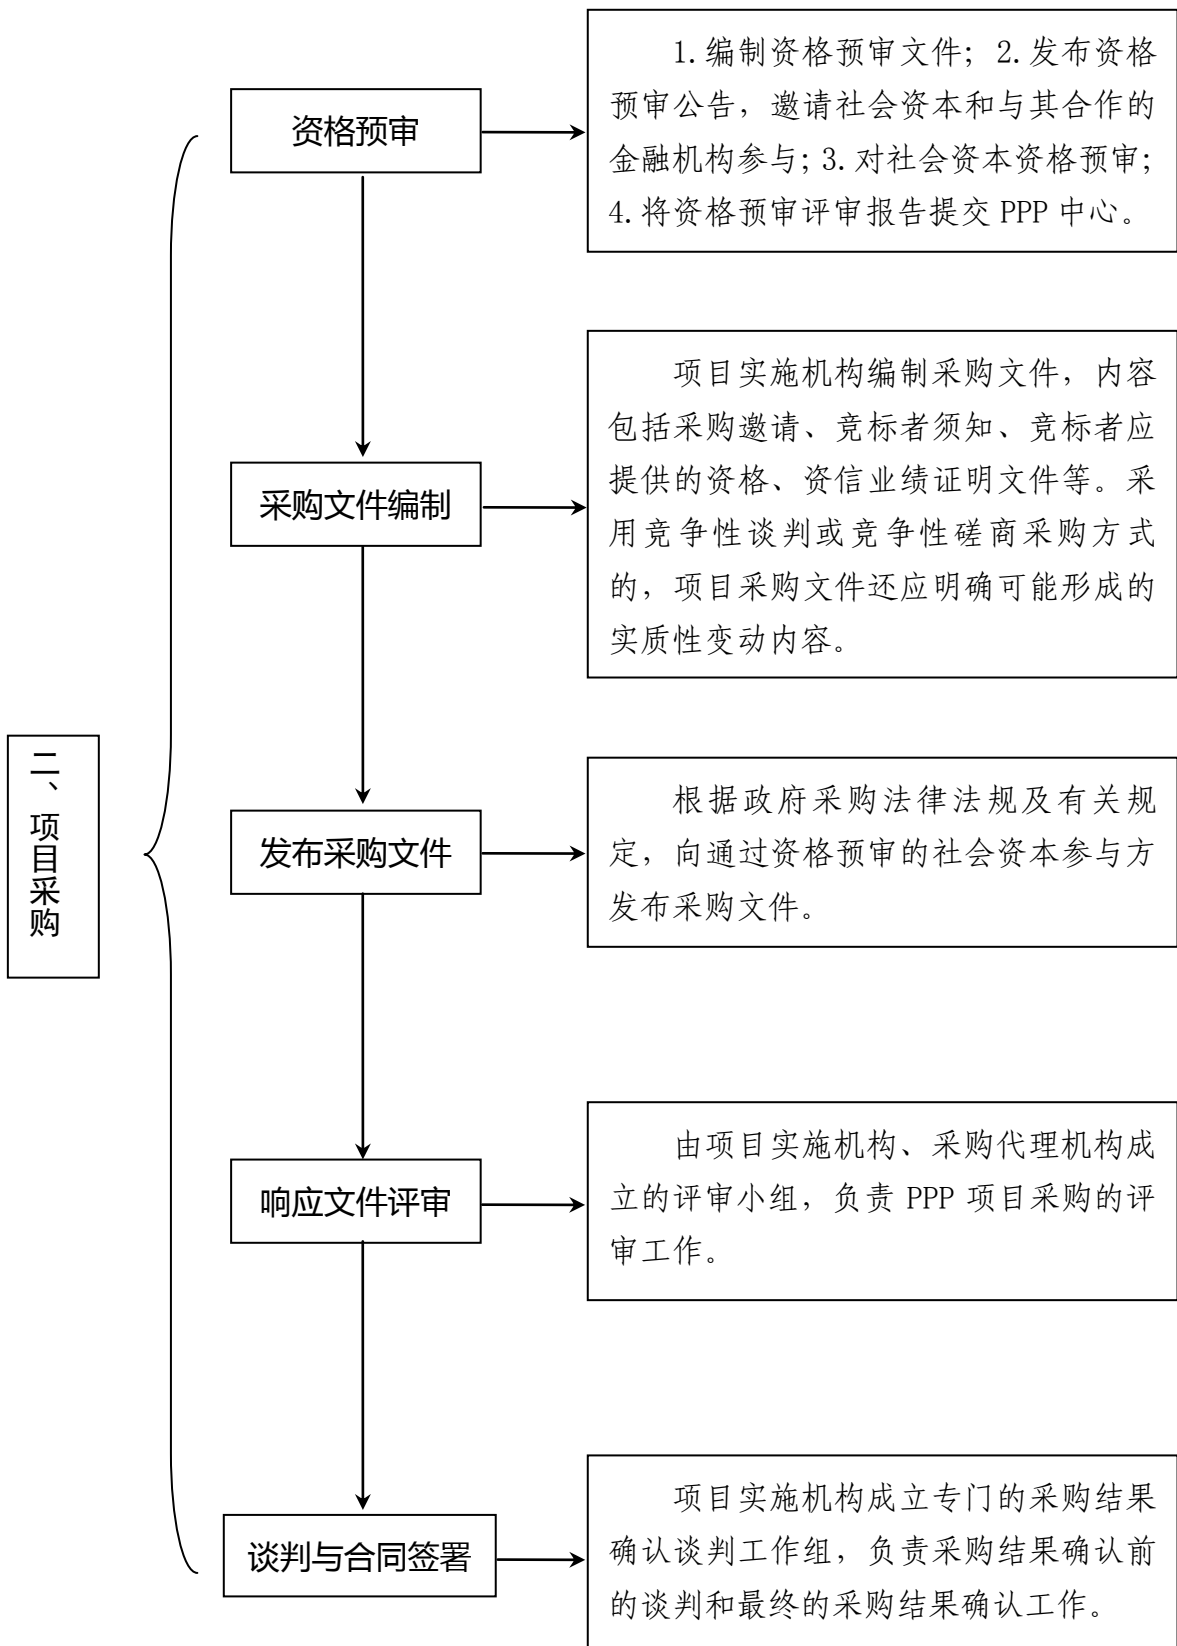 1.编制资格预审文件；2.发布资格
预审公告，邀请社会资本和与其合作的
金融机构参与；3.对社会资本资格预审；
4.将资格预审评审报告提交 PPP 中心。
资格预审
项目实施机构编制采购文件，内容
包括采购邀请、竞标者须知、竞标者应
提供的资格、资信业绩证明文件等。采
用竞争性谈判或竞争性磋商采购方式
的，项目采购文件还应明确可能形成的
实质性变动内容。
采购文件编制
二、项目采购
根据政府采购法律法规及有关规
定，向通过资格预审的社会资本参与方
发布采购文件。
发布采购文件
由项目实施机构、采购代理机构成
立的评审小组，负责 PPP 项目采购的评
审工作。
响应文件评审
项目实施机构成立专门的采购结果
确认谈判工作组，负责采购结果确认前
的谈判和最终的采购结果确认工作。
谈判与合同签署